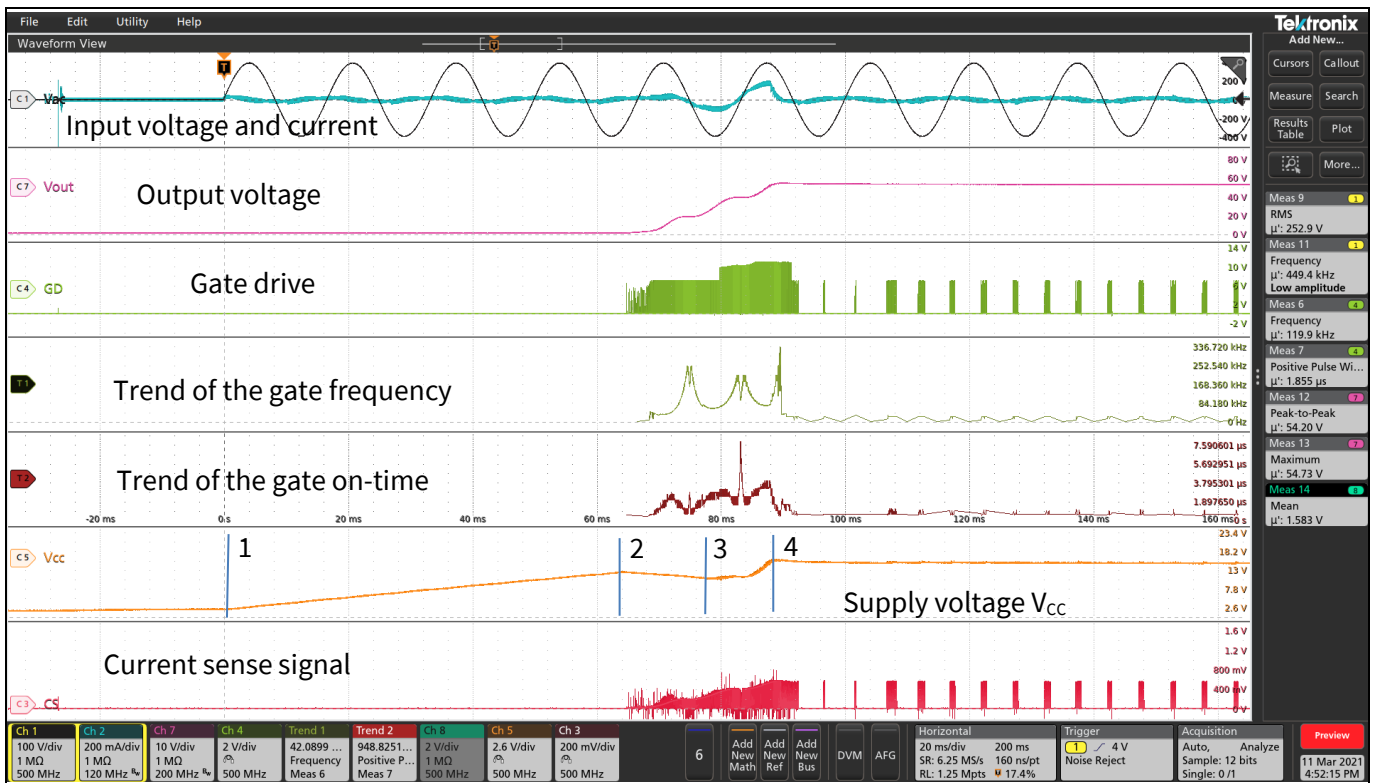 File Edit Utility Help
Tektronix
Waveform View
Add New...
Cursors Callout
Measure Search
Results Table Plot
More...
C 1 Vac
200 V
-200 V
-400 V
Input voltage and current
80 V
C7 Vout
60 V
Output voltage
40 V
20 V
0 V
14 V
10 V
C4 GD
Gate drive
6 V
2 V
-2 V
336.720 kHz
252.540 kHz
T1
Trend of the gate frequency
168.360 kHz
84.180 kHz
0 Hz
7.590601 µs
5.692951 µs
T2
Trend of the gate on-time
3.795301 µs
1.897650 µs
-20 ms 0 s 20 ms 40 ms 60 ms 80 ms 100 ms 120 ms 140 ms 160 ms 0 s
23.4 V
1 2 3 4
C5 Vcc
18.2 V
13 V
7.8 V
Supply voltage VCC
2.6 V
1.6 V
1.2 V
Current sense signal
800 mV
400 mV
C3 CS
0 V
Meas 9 1
RMS
µ': 252.9 V
Meas 11 1
Frequency
µ': 449.4 kHz
Low amplitude
Meas 6 4
Frequency
µ': 119.9 kHz
Meas 7 4
Positive Pulse Wi...
µ': 1.855 µs
Meas 12 7
Peak-to-Peak
µ': 54.20 V
Meas 13 7
Maximum
µ': 54.73 V
Meas 14 8
Mean
µ': 1.583 V
Ch 1
100 V/div
1 MΩ
500 MHz
Ch 2
200 mA/div
1 MΩ
120 MHz Bw
Ch 7
10 V/div
1 MΩ
200 MHz Bw
Ch 4
2 V/div
500 MHz
Trend 1
42.0899 ...
Frequency
Meas 6
Trend 2
948.8251...
Positive P...
Meas 7
Ch 8
2 V/div
1 MΩ
500 MHz
Ch 5
2.6 V/div
500 MHz
Ch 3
200 mV/div
500 MHz
6
Add New Math
Add New Ref
Add New Bus
DVM
AFG
Horizontal
20 ms/div 200 ms
SR: 6.25 MS/s 160 ns/pt
RL: 1.25 Mpts 17.4%
Trigger
1 4 V
Noise Reject
Acquisition
Auto, Analyze
Sample: 12 bits
Single: 0 /1
Preview
11 Mar 2021
4:52:15 PM